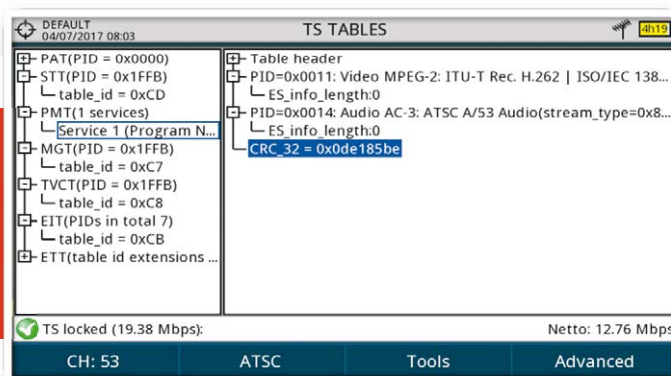 DEFAULT
04/07/2017 08:03
TS TABLES
4h19
PAT(PID = 0x0000)
STT(PID = 0x1FFB)
table_id = 0xCD
PMT(1 services)
Service 1 (Program N...
MGT(PID = 0x1FFB)
table_id = 0xC7
TVCT(PID = 0x1FFB)
table_id = 0xC8
EIT(PIDs in total 7)
table_id = 0xCB
ETT(table id extensions ...
Table header
PID=0x0011: Video MPEG-2: ITU-T Rec. H.262 | ISO/IEC 138...
ES_info_length:0
PID=0x0014: Audio AC-3: ATSC A/53 Audio(stream_type=0x8...
ES_info_length:0
CRC_32 = 0x0de185be
TS locked (19.38 Mbps):
Netto: 12.76 Mbps
CH: 53
ATSC
Tools
Advanced